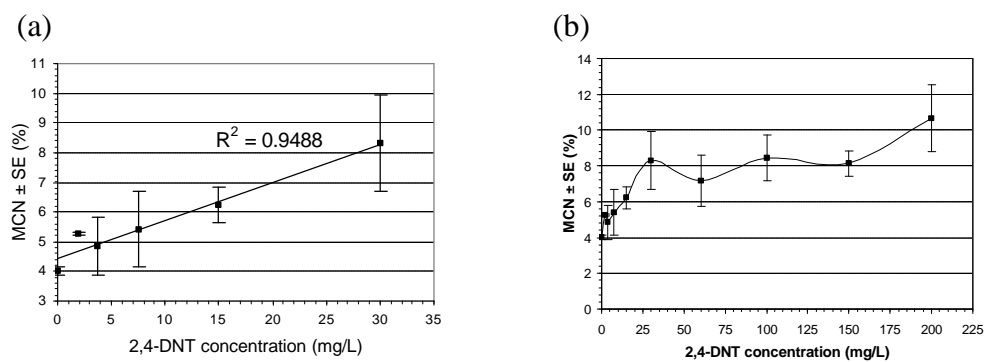 (a)
11
10
9
8
7
6
5
4
3
MCN ± SE (%)
R2 = 0.9488
0 5 10 15 20 25 30 35
2,4-DNT concentration (mg/L)
(b)
14
12
10
8
6
4
2
0
MCN ± SE (%)
0 25 50 75 100 125 150 175 200 225
2,4-DNT concentration (mg/L)